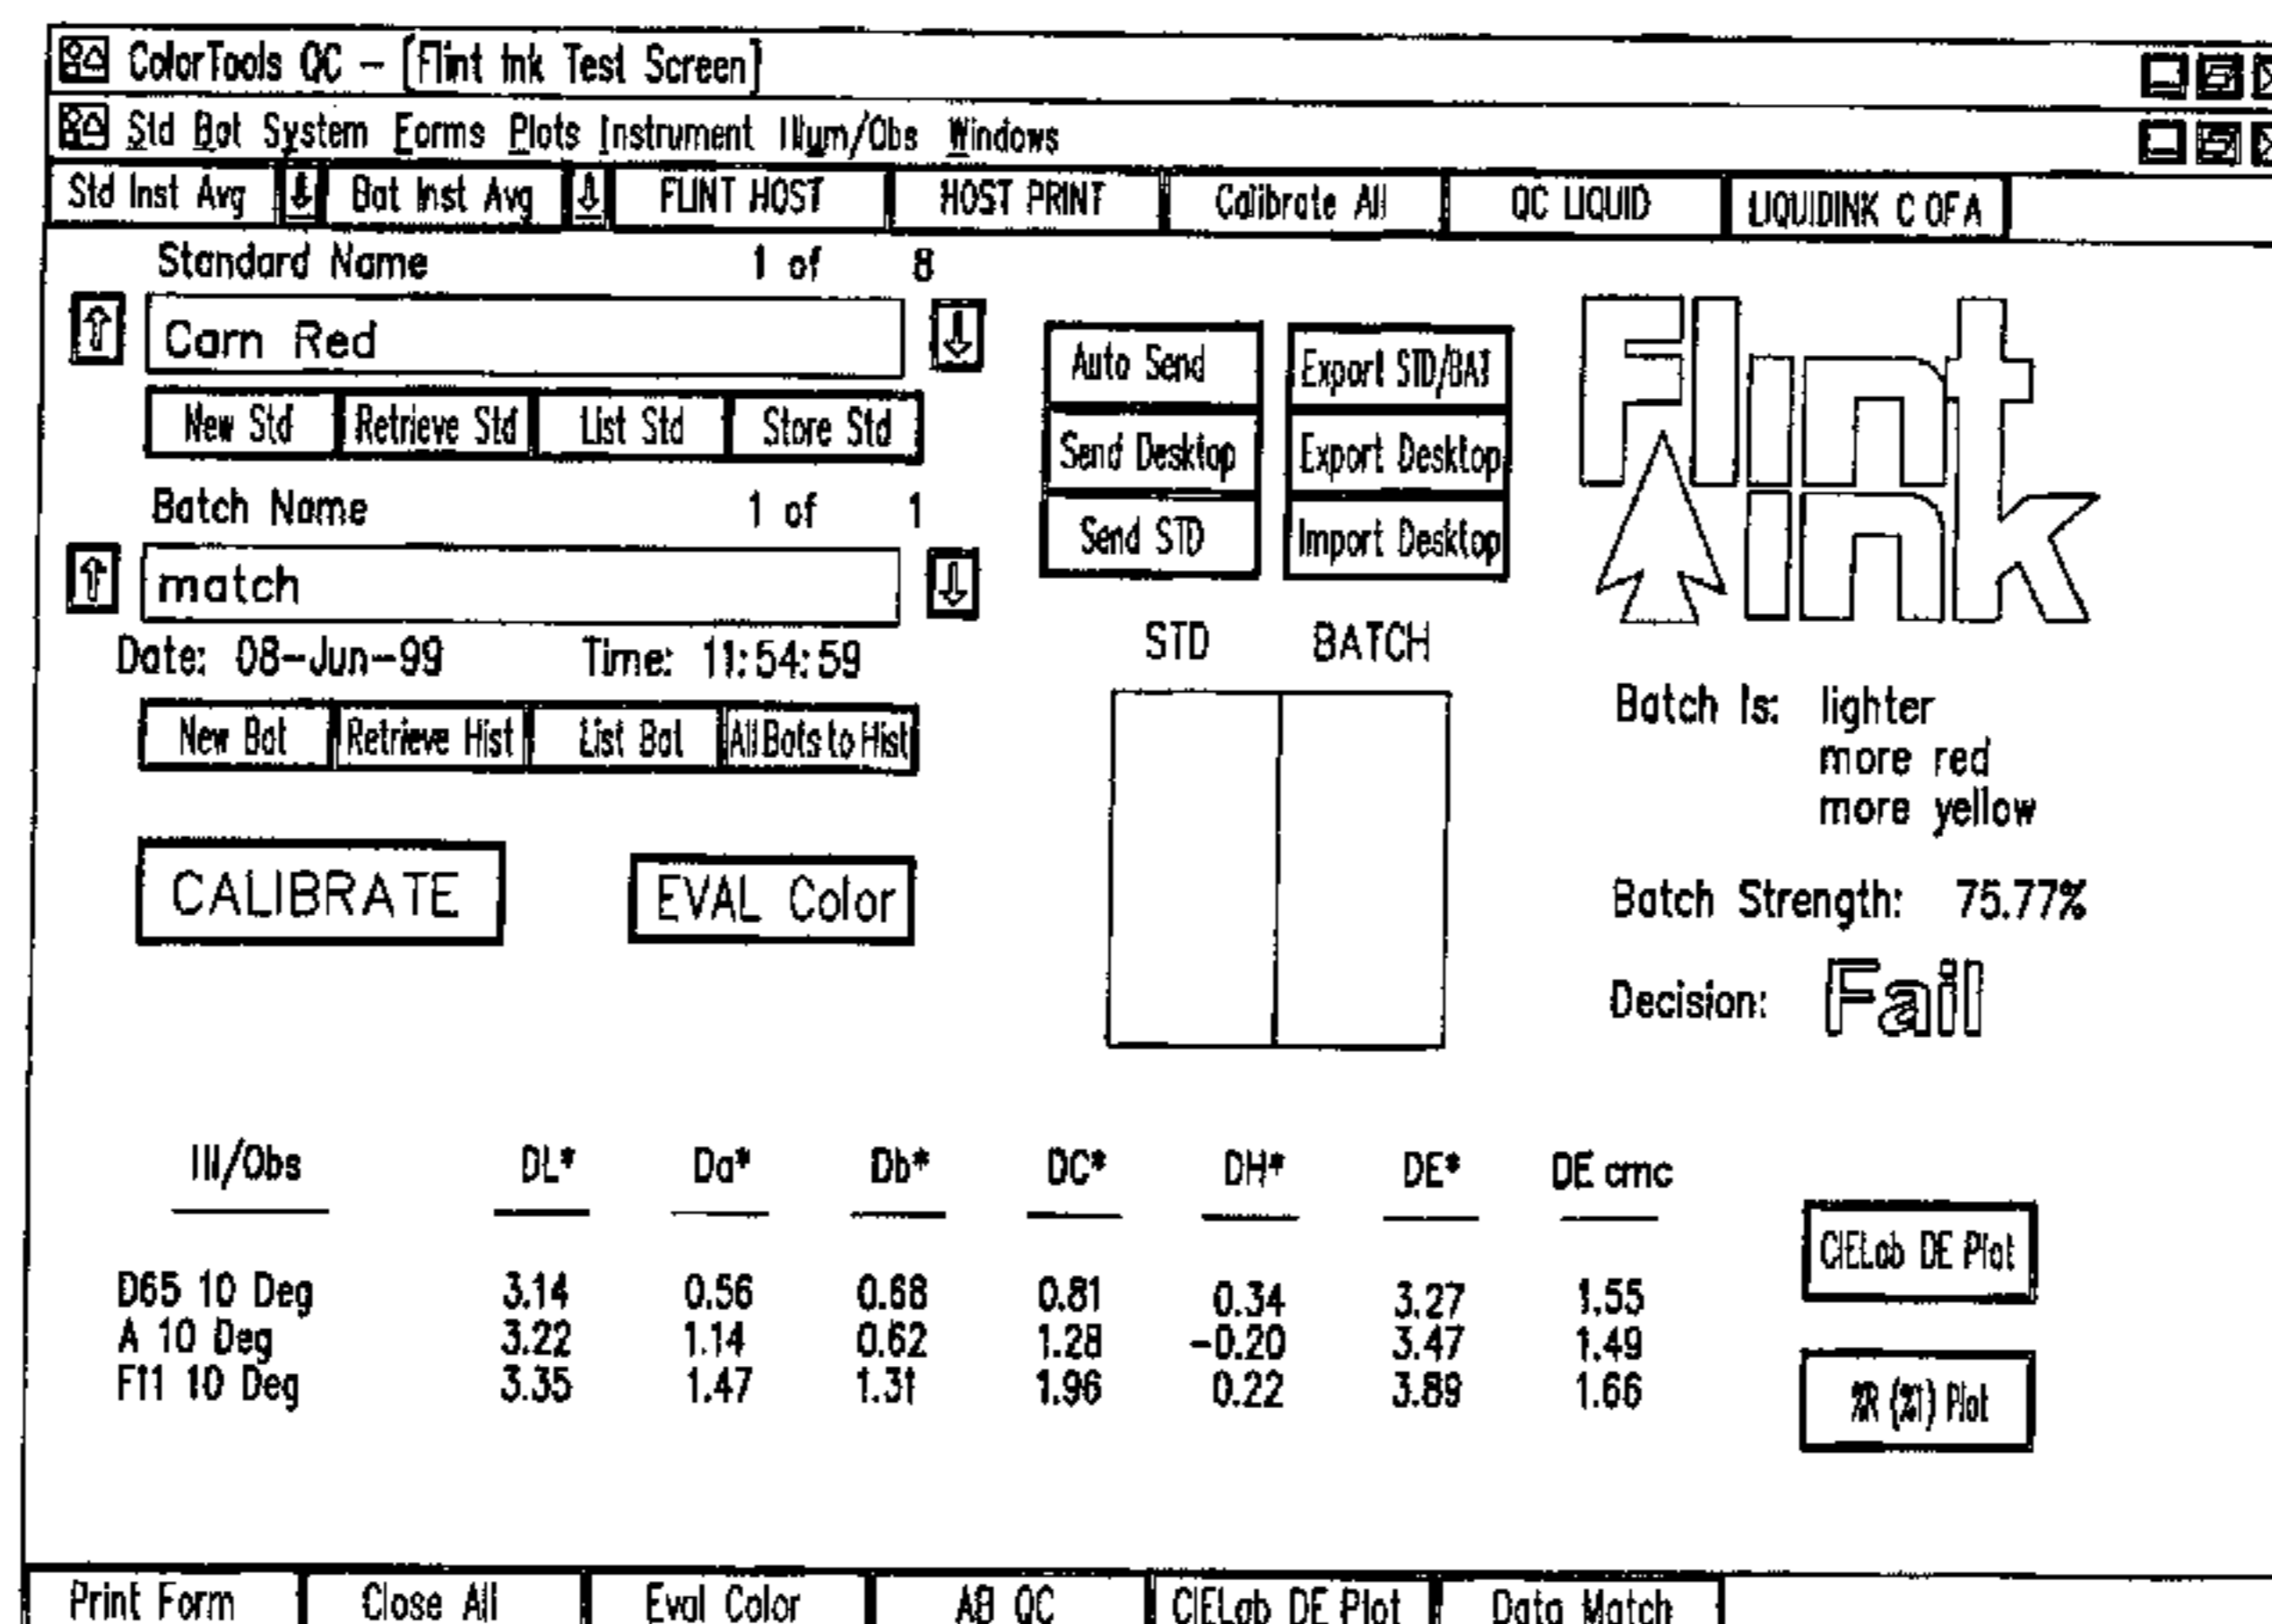 ColorTools QC – [Flint Ink Test Screen]
Std Bat System Forms Plots Instrument Illum/Obs Windows
Std Inst Avg Bat Inst Avg FLINT HOST HOST PRINT Calibrate All QC LIQUID LIQUIDINK C OF A
Standard Name 1 of 8
Carn Red
New Std Retrieve Std List Std Store Std
Batch Name 1 of 1
match
Date: 08-Jun-99 Time: 11:54:59
New Bat Retrieve Hist List Bat All Bats to Hist
CALIBRATE EVAL Color
Auto Send Export STD/BAT
Send Desktop Export Desktop
Send STD Import Desktop
STD BATCH
Flint
ink
Batch Is: lighter
more red
more yellow
Batch Strength: 75.77%
Decision: Fail
Ill/Obs DL* Da* Db* DC* DH* DE* DE cmc
D65 10 Deg 3.14 0.56 0.68 0.81 0.34 3.27 1.55
A 10 Deg 3.22 1.14 0.62 1.28 -0.20 3.47 1.49
F11 10 Deg 3.35 1.47 1.31 1.96 0.22 3.89 1.66
CIELab DE Plot
%R (%T) Plot
Print Form Close All Eval Color AB QC CIELab DE Plot Data Match